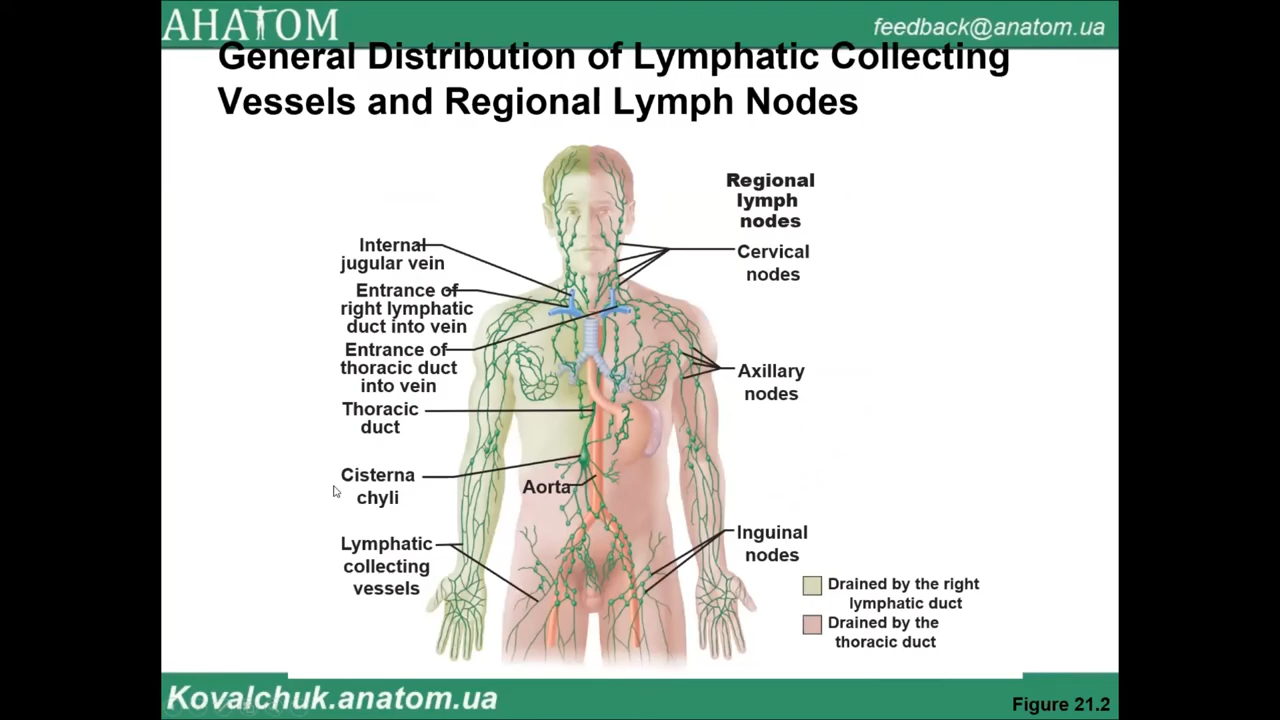 АНАТОМ
feedback@anatom.ua
General Distribution of Lymphatic Collecting
Vessels and Regional Lymph Nodes
Regional
lymph
nodes
Internal
jugular vein
Entrance of
right lymphatic
duct into vein
Entrance of
thoracic duct
into vein
Thoracic
duct
Cisterna
chyli
Aorta
Lymphatic
collecting
vessels
Cervical
nodes
Axillary
nodes
Inguinal
nodes
Drained by the right
lymphatic duct
Drained by the
thoracic duct
Kovalchuk.anatom.ua
Figure 21.2